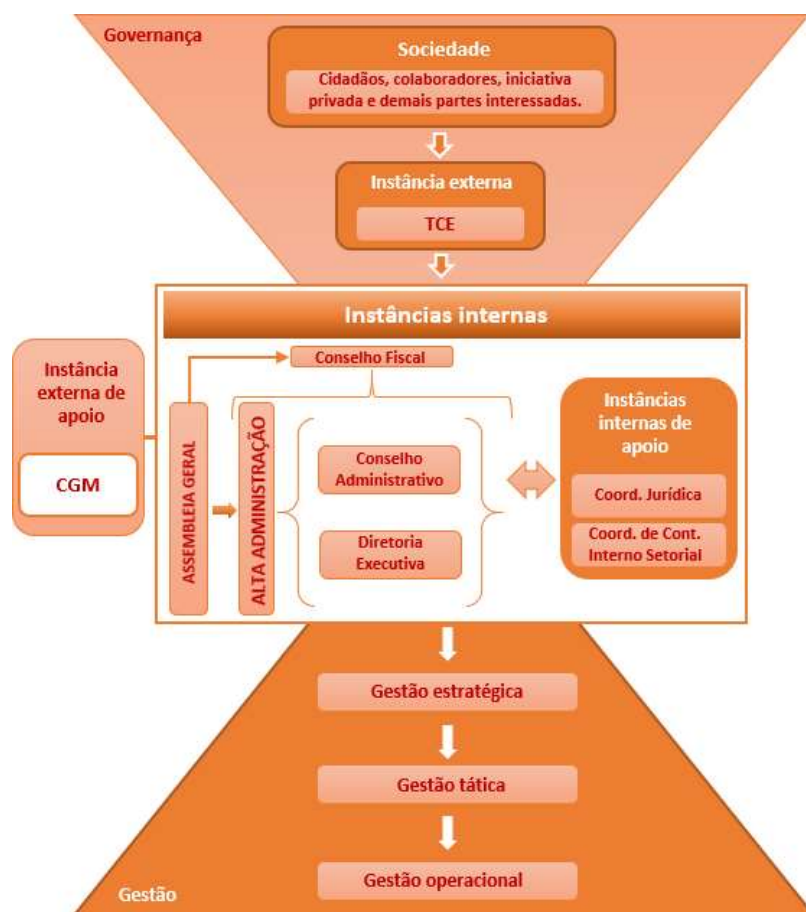 Governança
Sociedade
Cidadãos, colaboradores, iniciativa
privada e demais partes interessadas.
Instância externa
TCE
Instâncias internas
Instância
externa de
apoio
CGM
Conselho Fiscal
ASSEMBLEIA GERAL
ALTA ADMINISTRAÇÃO
Conselho
Administrativo
Diretoria
Executiva
Instâncias
internas de
apoio
Coord. Jurídica
Coord. de Cont.
Interno Setorial
Gestão estratégica
Gestão tática
Gestão operacional
Gestão